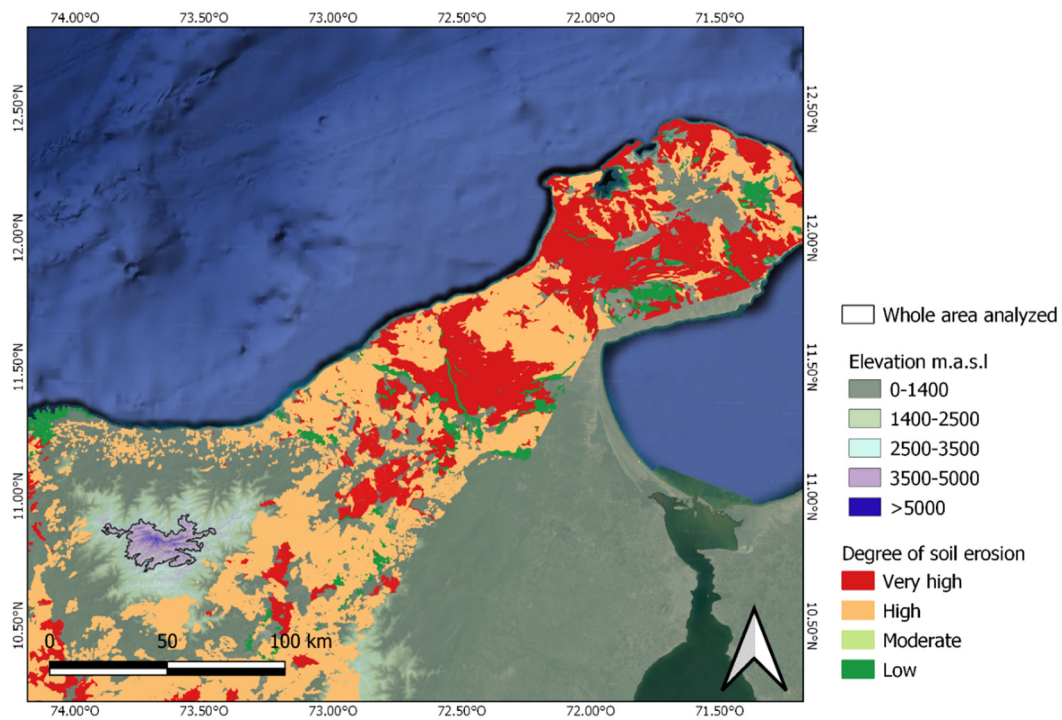 74.00°O 73.50°O 73.00°O 72.50°O 72.00°O 71.50°O
12.50°N
12.00°N
11.50°N
11.00°N
10.50°N
12.50°N
12.00°N
11.50°N
11.00°N
10.50°N
0 50 100 km
74.00°O 73.50°O 73.00°O 72.50°O 72.00°O 71.50°O
Whole area analyzed
Elevation m.a.s.l
0-1400
1400-2500
2500-3500
3500-5000
>5000
Degree of soil erosion
Very high
High
Moderate
Low